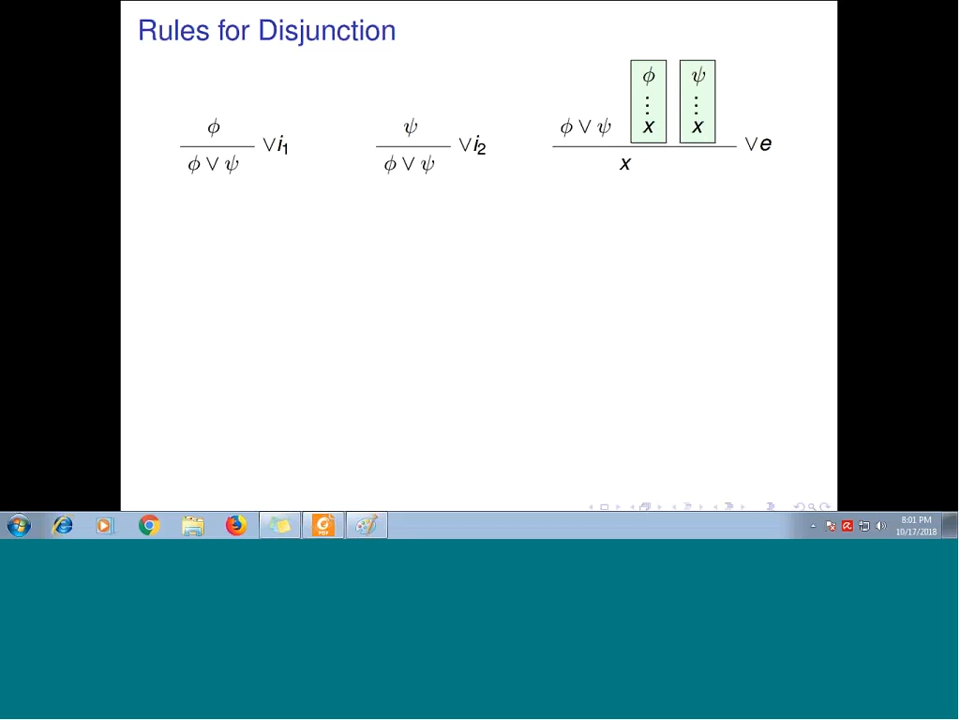 Rules for Disjunction
ϕ
ϕ ∨ ψ
∨i1
ψ
ϕ ∨ ψ
∨i2
ϕ ∨ ψ
ϕ
⋮
x
ψ
⋮
x
x
∨e
8:01 PM
10/17/2018